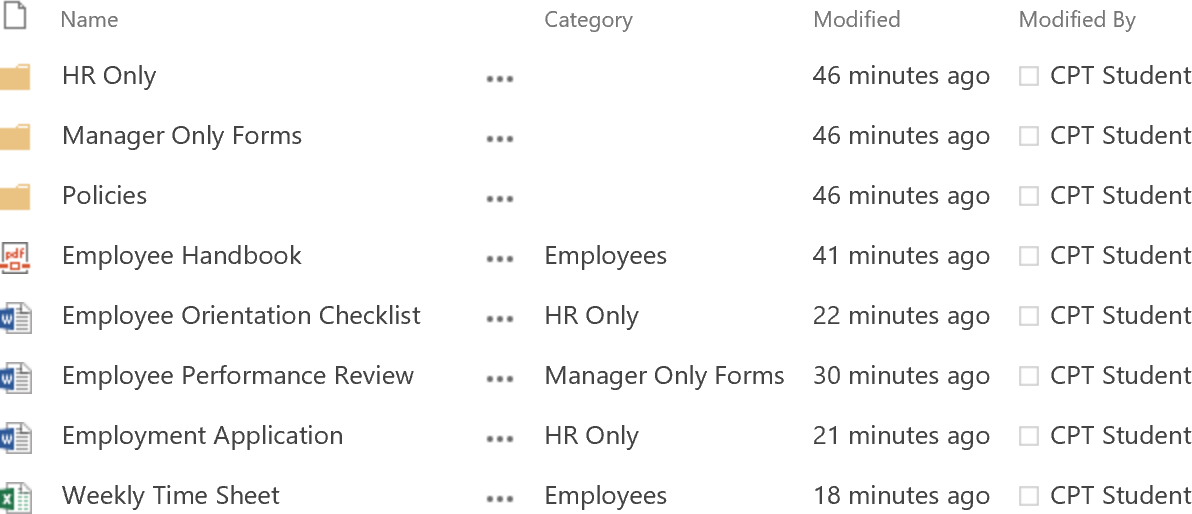 Name Category Modified Modified By
HR Only ... 46 minutes ago CPT Student
Manager Only Forms ... 46 minutes ago CPT Student
Policies ... 46 minutes ago CPT Student
pdf Employee Handbook ... Employees 41 minutes ago CPT Student
W Employee Orientation Checklist ... HR Only 22 minutes ago CPT Student
W Employee Performance Review ... Manager Only Forms 30 minutes ago CPT Student
W Employment Application ... HR Only 21 minutes ago CPT Student
X Weekly Time Sheet ... Employees 18 minutes ago CPT Student